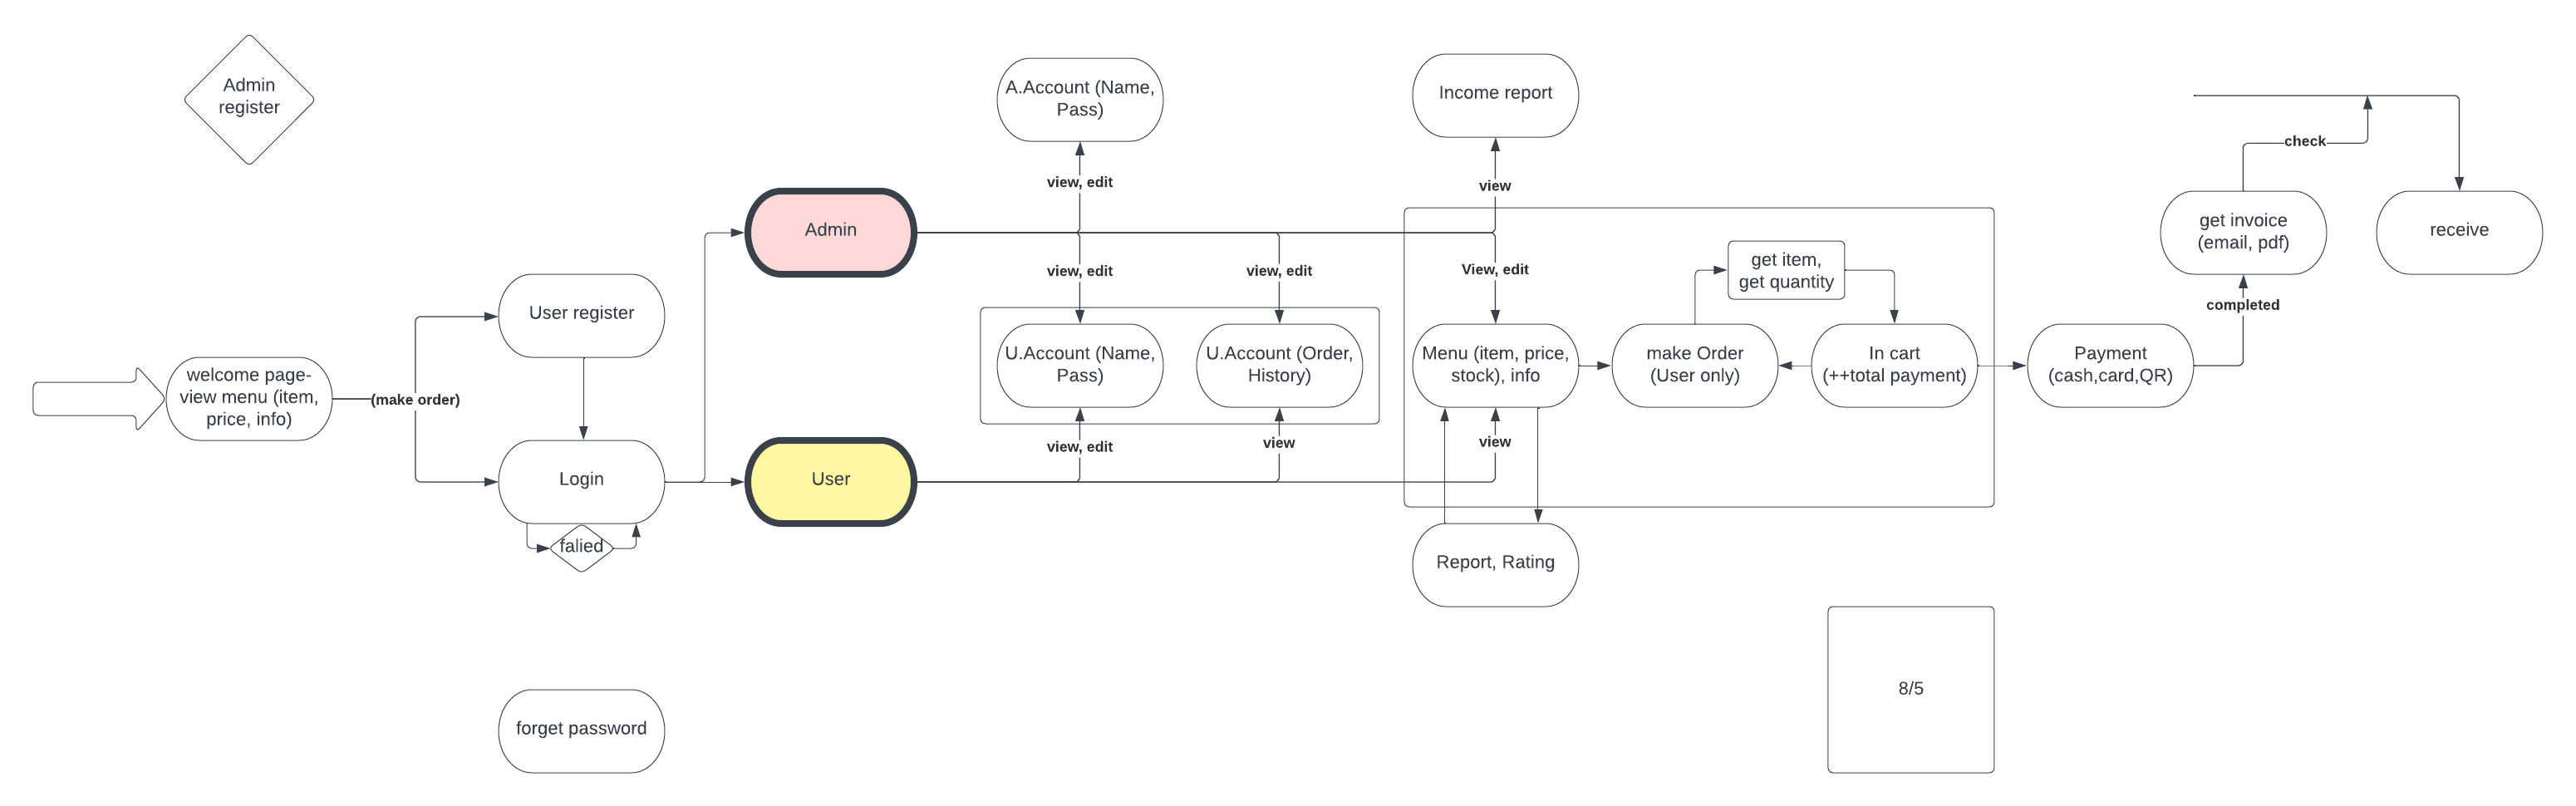 Admin
register
A.Account (Name,
Pass)
Income report
check
view, edit
view
Admin
get invoice
(email, pdf)
receive
view, edit
view, edit
View, edit
get item,
get quantity
completed
User register
welcome page-
view menu (item,
price, info)
(make order)
U.Account (Name,
Pass)
U.Account (Order,
History)
Menu (item, price,
stock), info
make Order
(User only)
In cart
(++total payment)
Payment
(cash,card,QR)
view, edit
view
view
Login
User
falied
Report, Rating
forget password
8/5